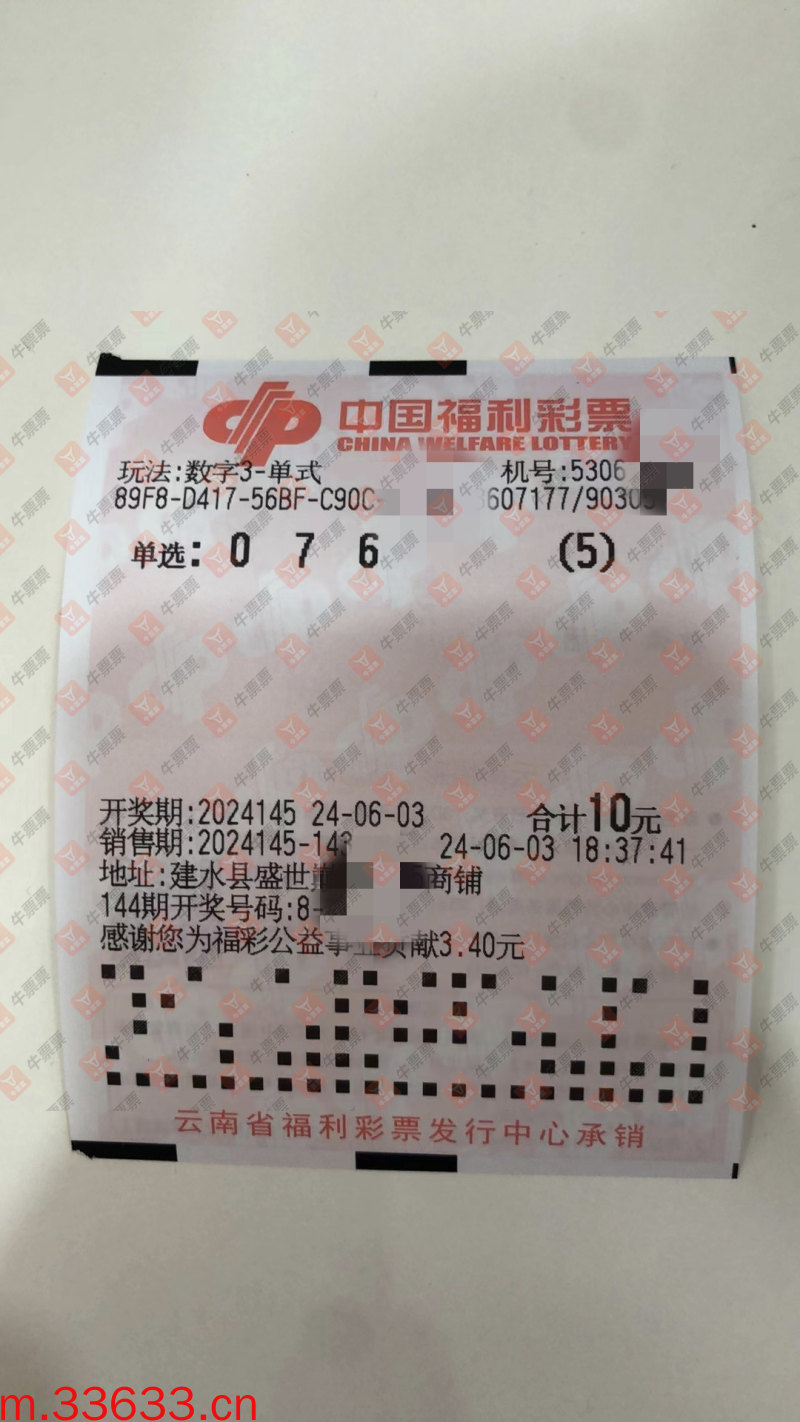 中国福利彩票
CHINA WELFARE LOTTERY
玩法:数字3-单式 机号:5306
89F8-D417-56BF-C90C- 607177/9030
单选: 0 7 6 (5)
开奖期:2024145 24-06-03 合计10元
销售期:2024145-14 24-06-03 18:37:41
地址:建水县盛世 商铺
144期开奖号码:8-
感谢您为福彩公益事业贡献3.40元
云南省福利彩票发行中心承销
牛票票
m.33633.cn